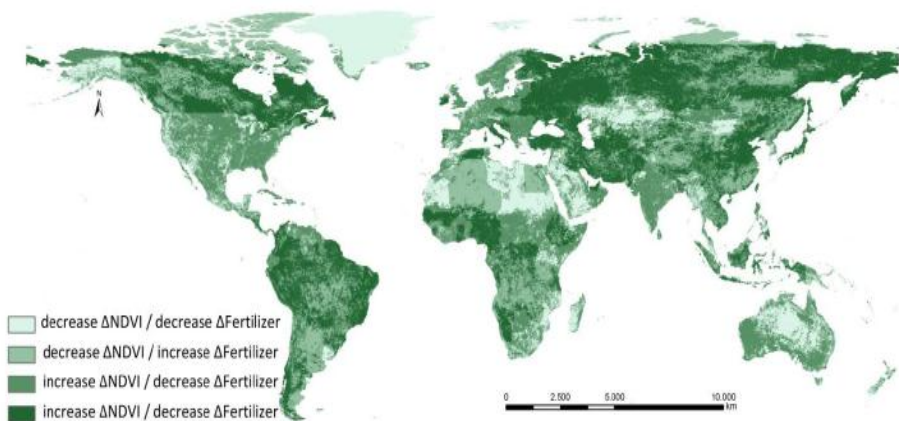 N
decrease ΔNDVI / decrease ΔFertilizer
decrease ΔNDVI / increase ΔFertilizer
increase ΔNDVI / decrease ΔFertilizer
increase ΔNDVI / decrease ΔFertilizer
0 2.500 5.000 10.000
km